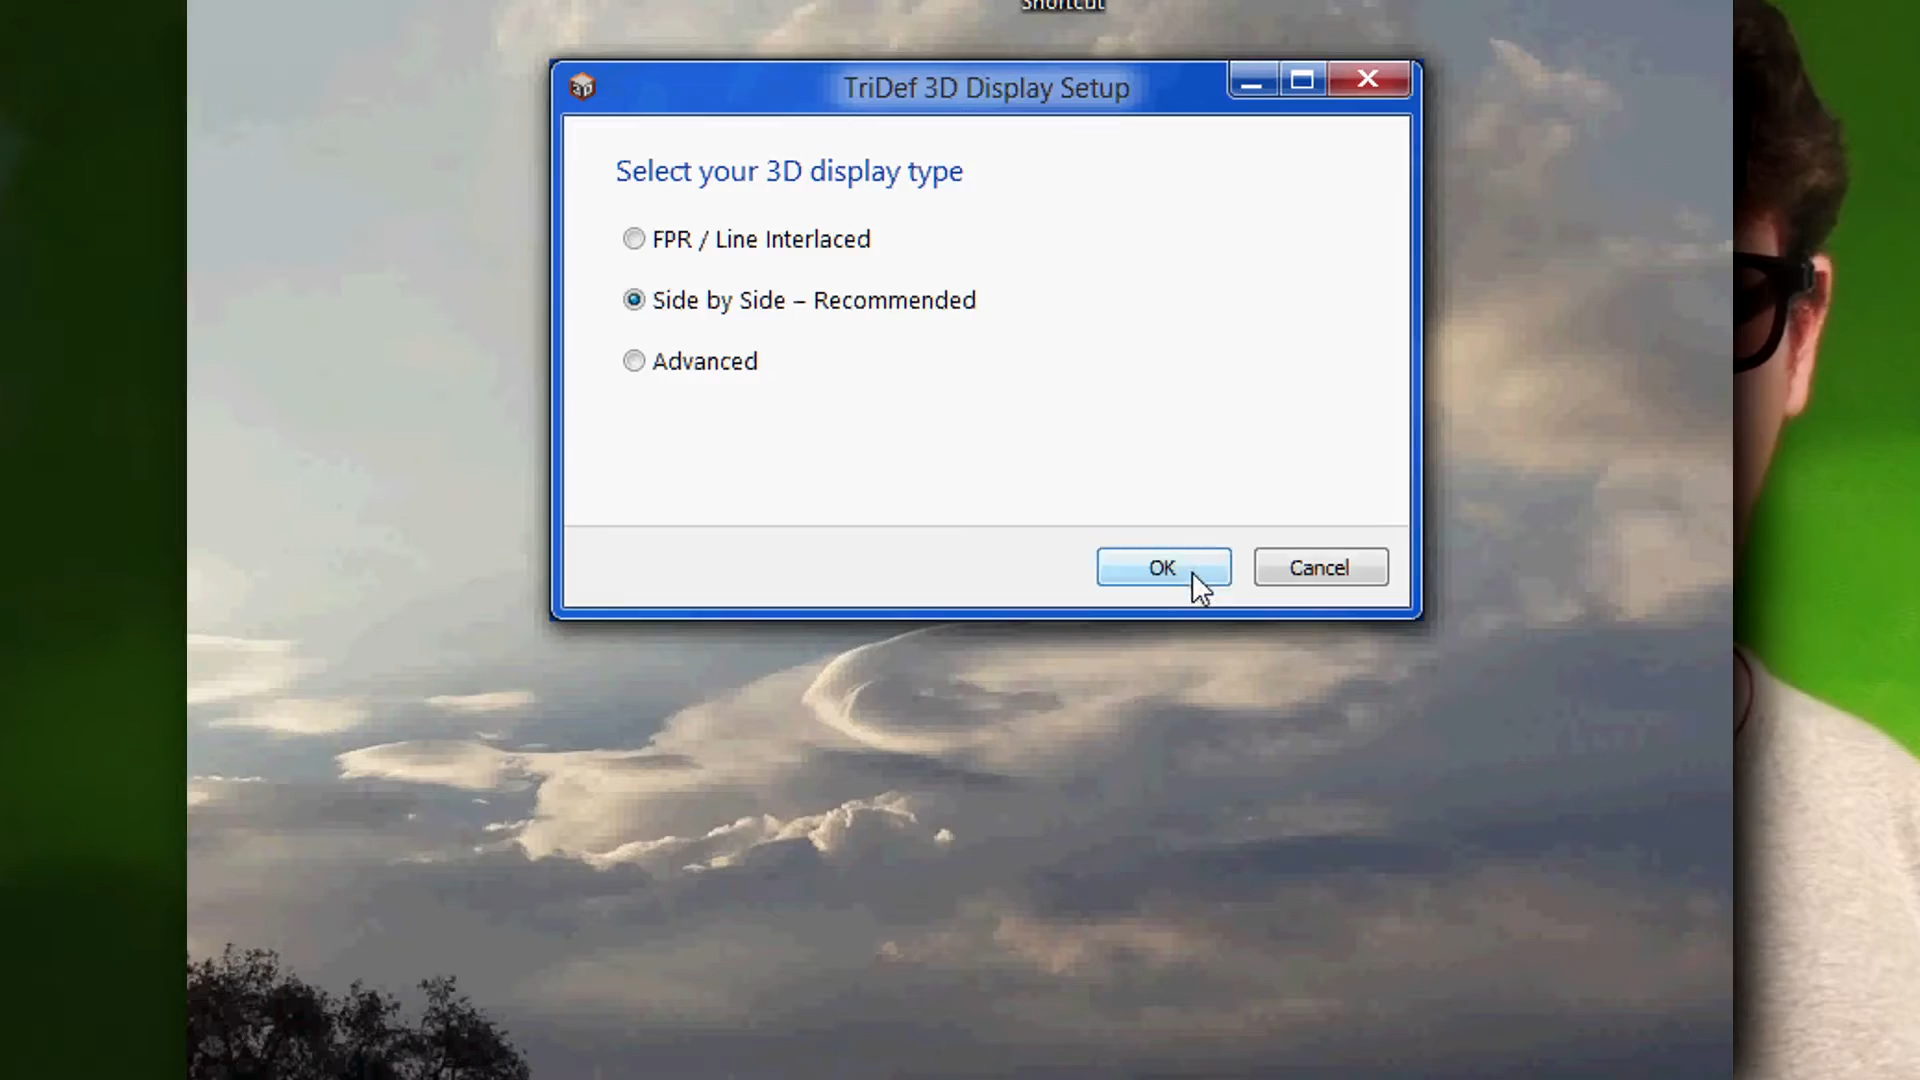 Shortcut
TriDef 3D Display Setup
Select your 3D display type
FPR / Line Interlaced
Side by Side – Recommended
Advanced
OK
Cancel